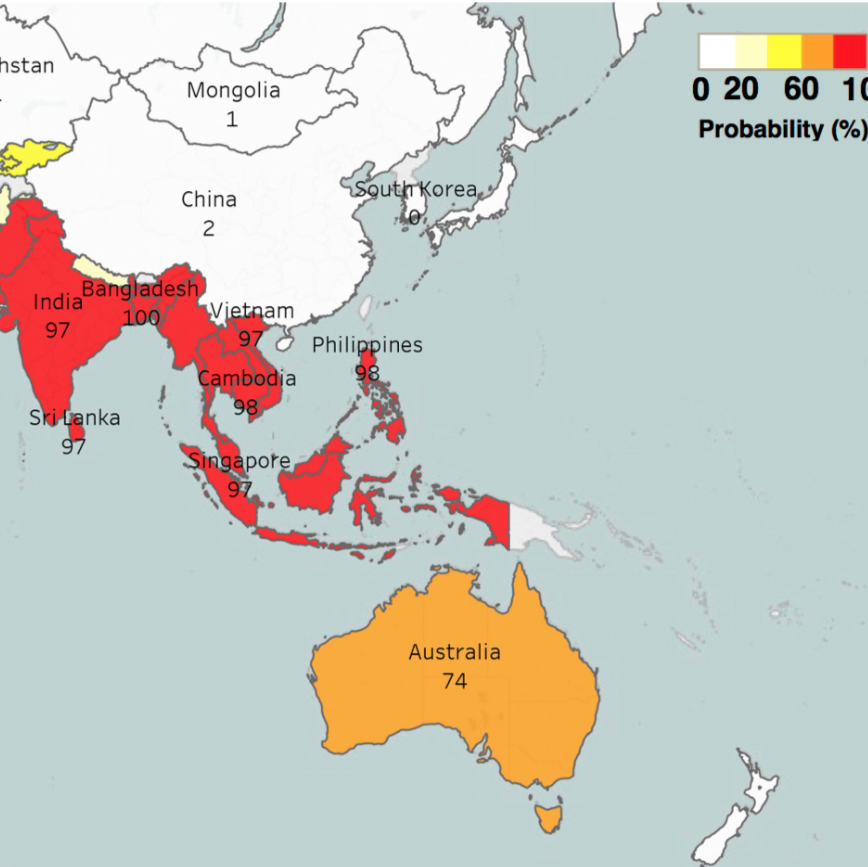 hstan
Mongolia
1
0 20 60 10
Probability (%)
China
2
South Korea
0
India
97
Bangladesh
100
Vietnam
97
Philippines
98
Cambodia
98
Sri Lanka
97
Singapore
97
Australia
74